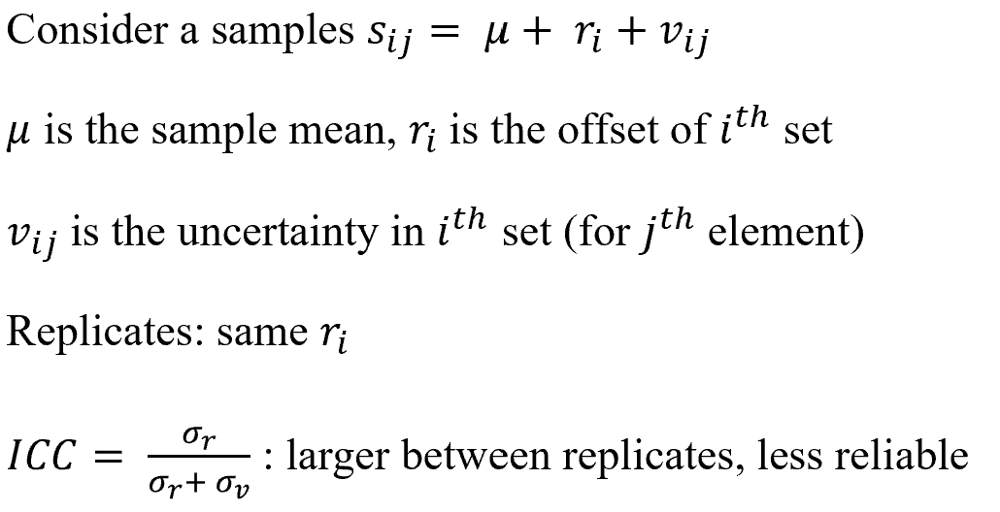 Consider a samples $s_{ij} = \mu + r_i + v_{ij}$
$\mu$ is the sample mean, $r_i$ is the offset of $i^{th}$ set
$v_{ij}$ is the uncertainty in $i^{th}$ set (for $j^{th}$ element)
Replicates: same $r_i$
$ICC = \frac{\sigma_r}{\sigma_r + \sigma_v}$ : larger between replicates, less reliable